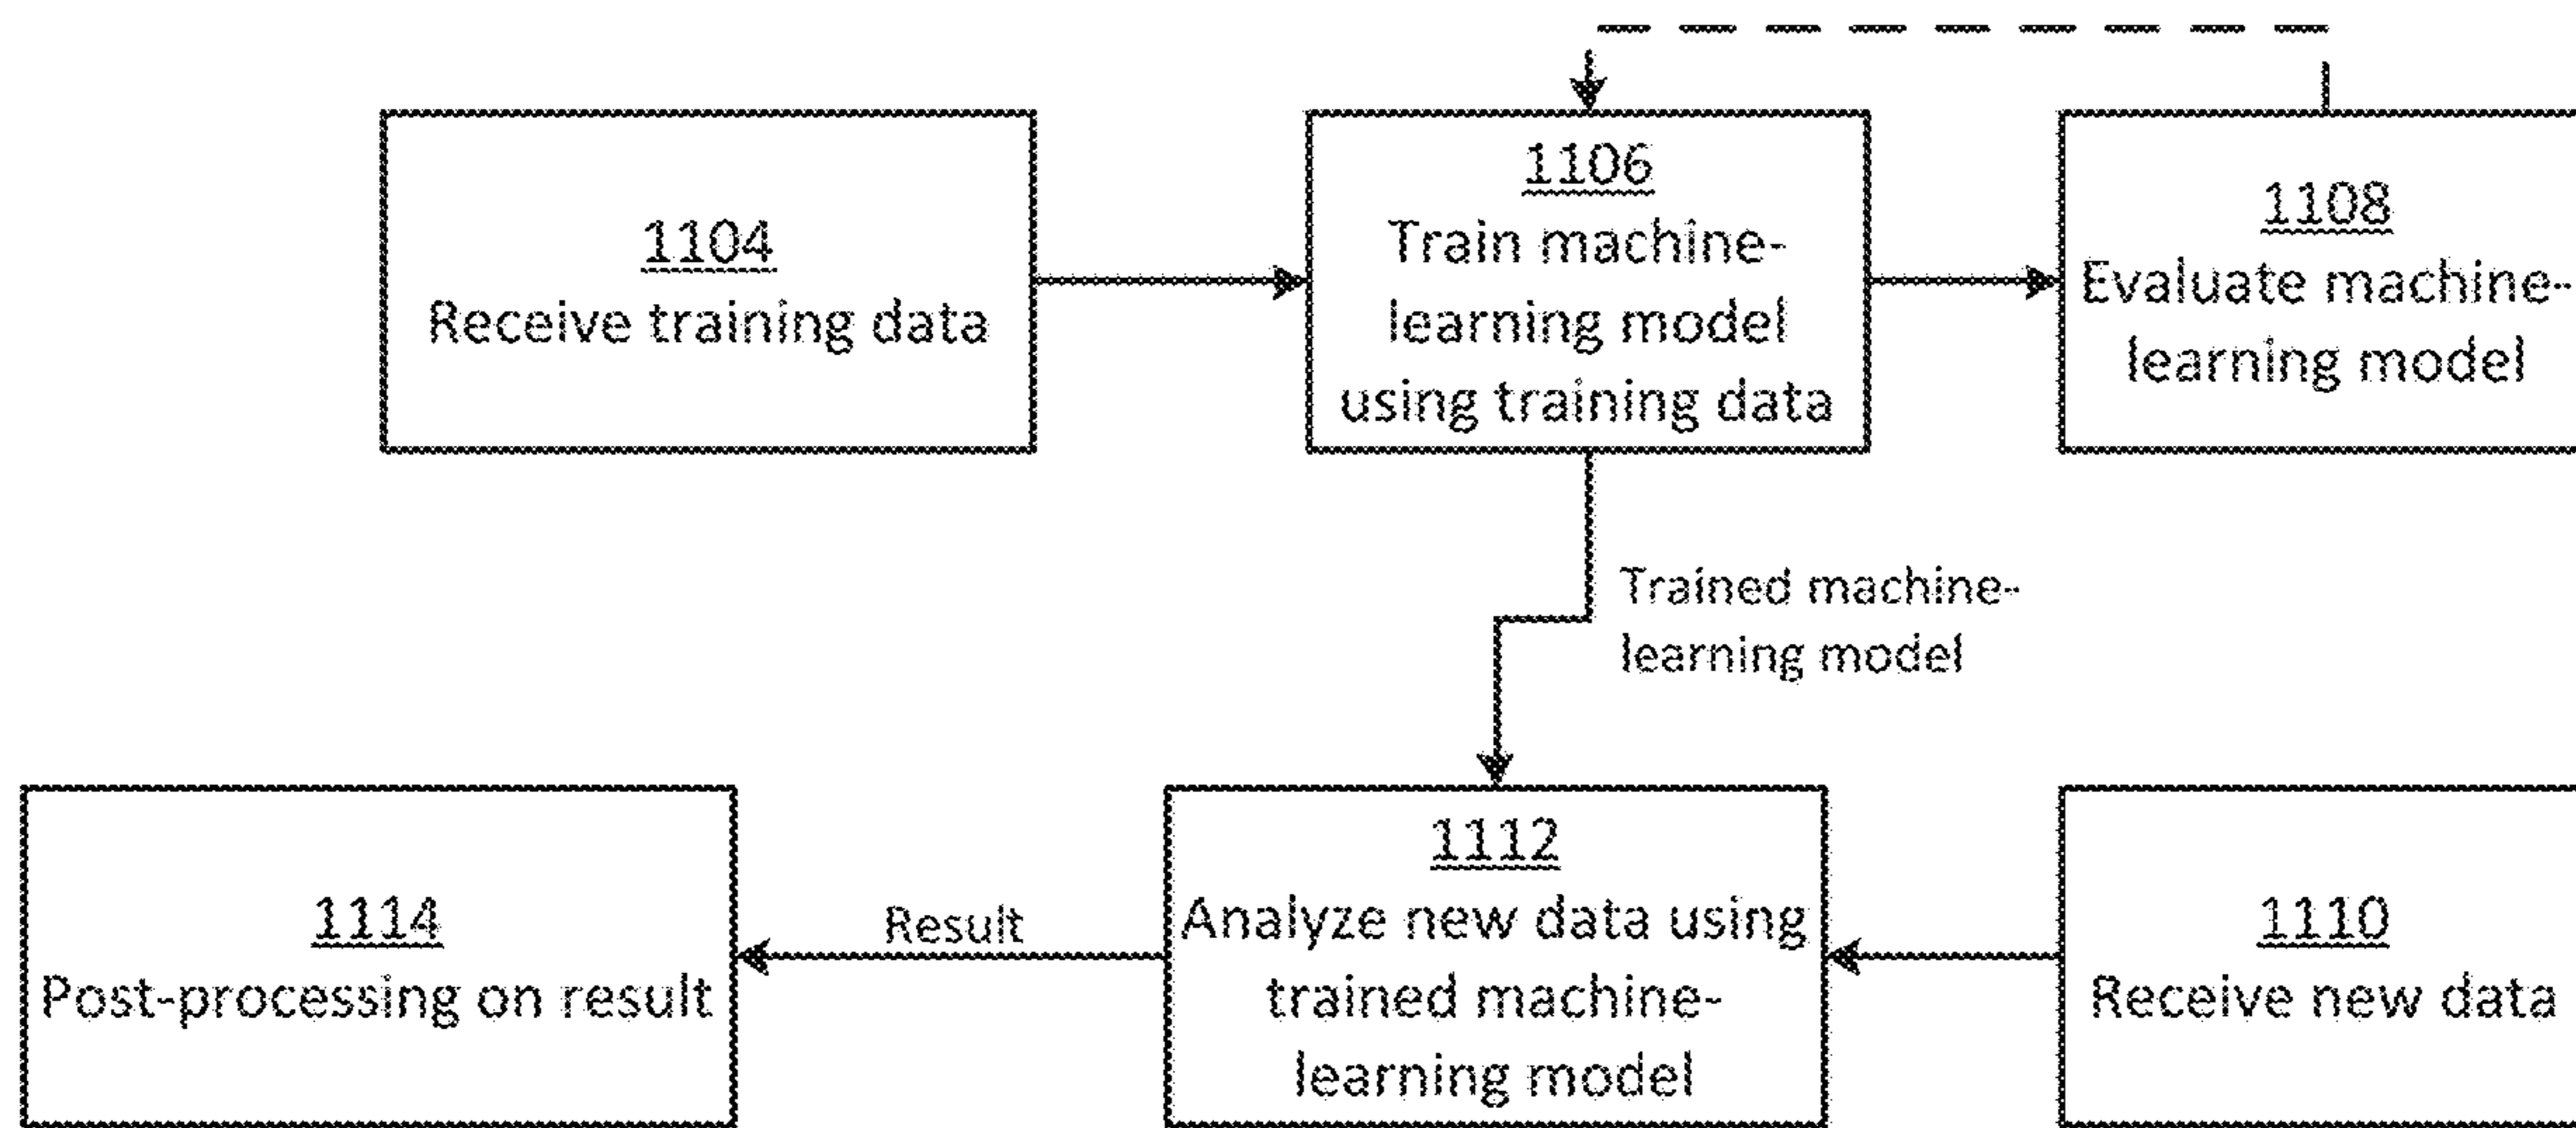 1104
Receive training data
1106
Train machine-
learning model
using training data
1108
Evaluate machine-
learning model
Trained machine-
learning model
1114
Post-processing on result
Result
1112
Analyze new data using
trained machine-
learning model
1110
Receive new data